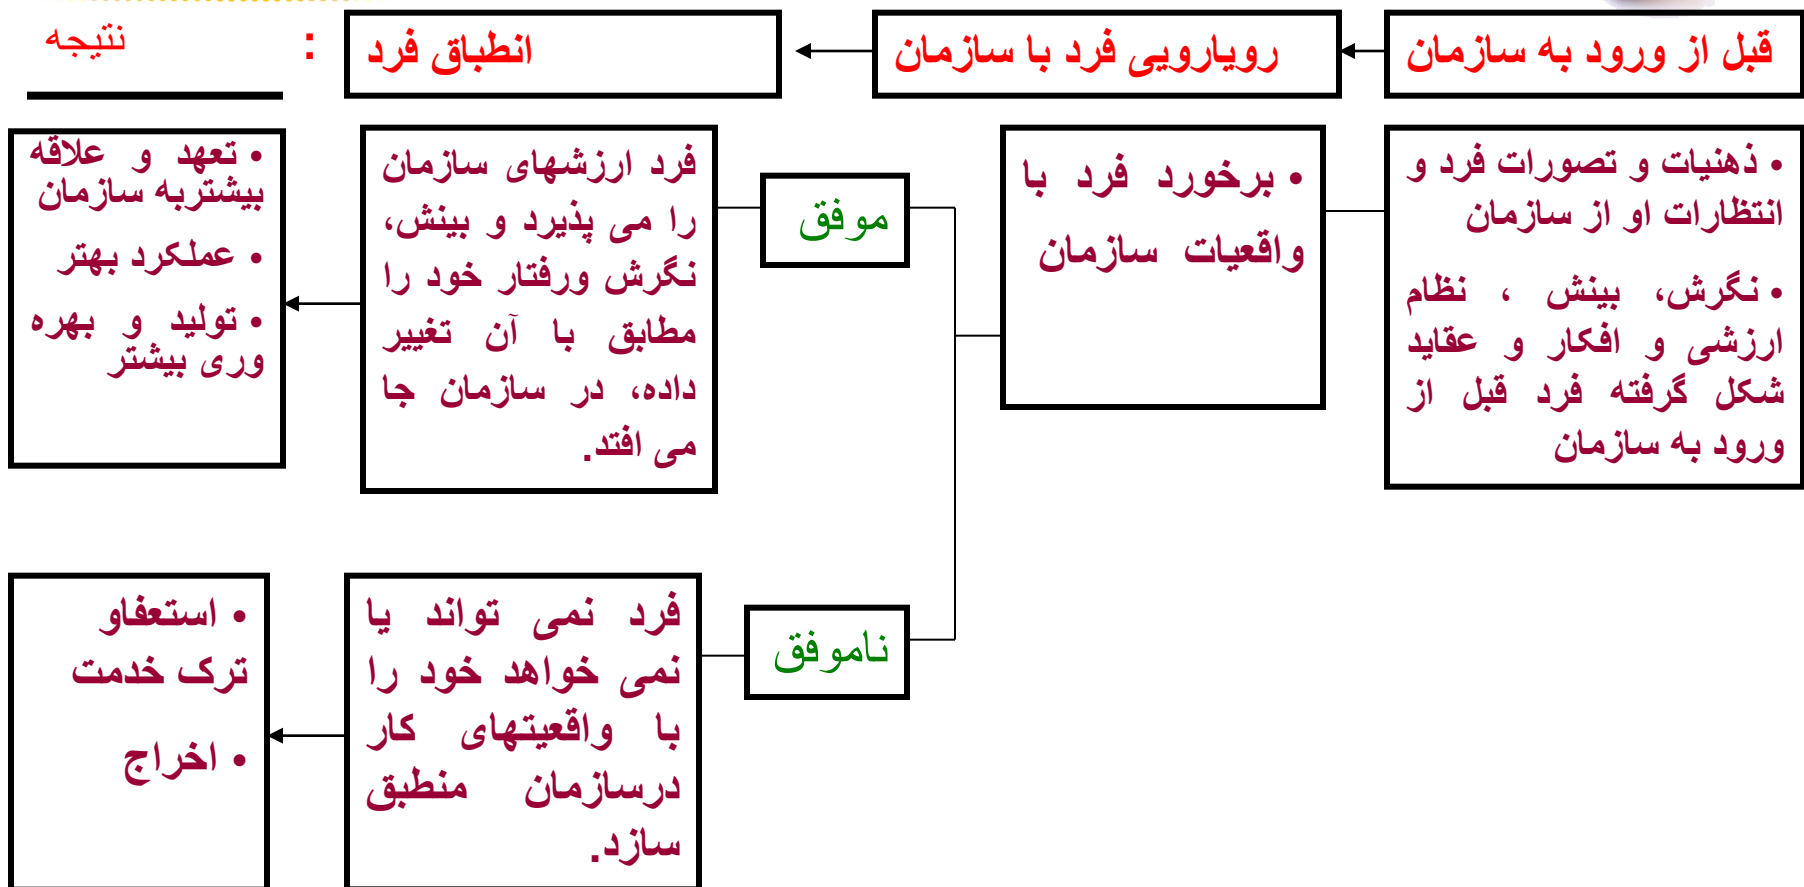 قبل از ورود به سازمان
رویارویی فرد با سازمان
انطباق فرد
نتیجه :
• ذهنیات و تصورات فرد و
انتظارات او از سازمان
• نگرش، بینش ، نظام
ارزشی و افکار و عقاید
شکل گرفته فرد قبل از
ورود به سازمان
• برخورد فرد با
واقعیات سازمان
موفق
فرد ارزشهای سازمان
را می پذیرد و بینش،
نگرش ورفتار خود را
مطابق با آن تغییر
داده، در سازمان جا
می افتد.
• تعهد و علاقه
بیشتربه سازمان
• عملکرد بهتر
• تولید و بهره
وری بیشتر
ناموفق
فرد نمی تواند یا
نمی خواهد خود را
با واقعیتهای کار
درسازمان منطبق
سازد.
• استعفاو
ترک خدمت
• اخراج